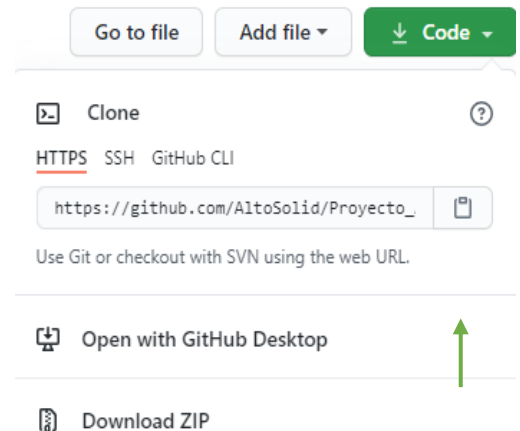 Go to file Add file Code
Clone
HTTPS SSH GitHub CLI
https://github.com/AltoSolid/Proyecto_
Use Git or checkout with SVN using the web URL.
Open with GitHub Desktop
Download ZIP